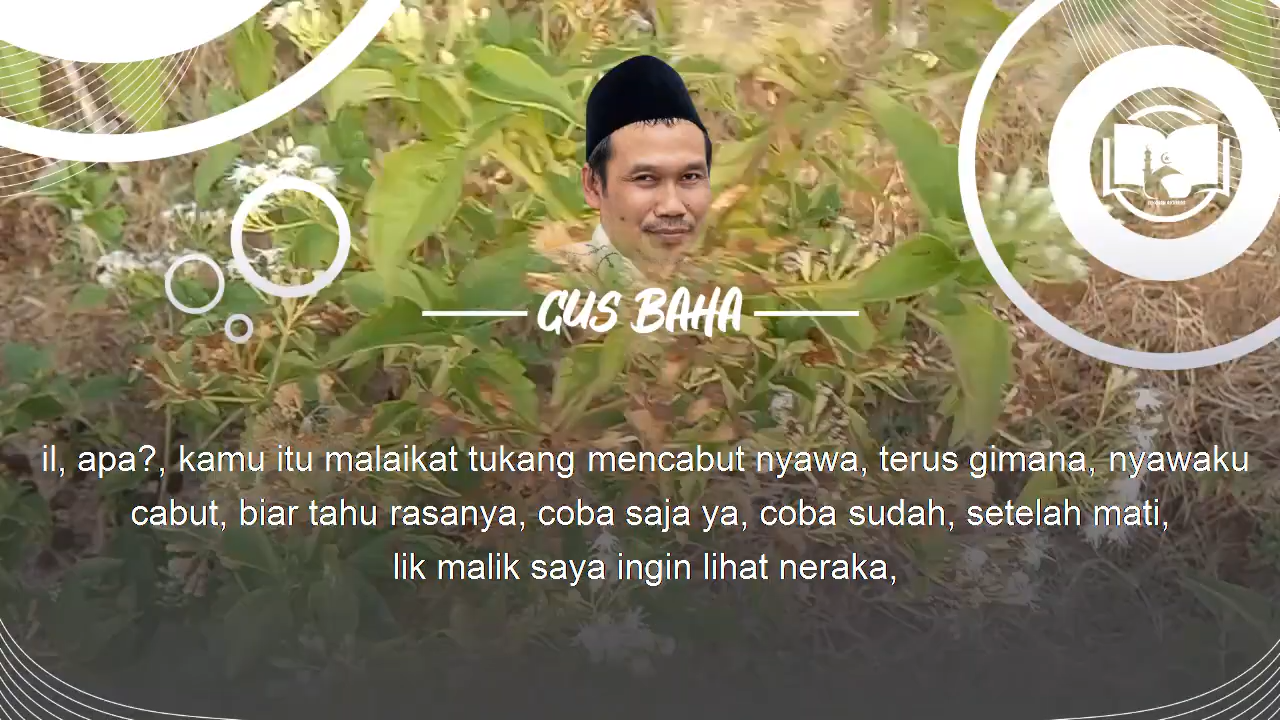 GUS BAHA
il, apa?, kamu itu malaikat tukang mencabut nyawa, terus gimana, nyawaku
cabut, biar tahu rasanya, coba saja ya, coba sudah, setelah mati,
lik malik saya ingin lihat neraka,